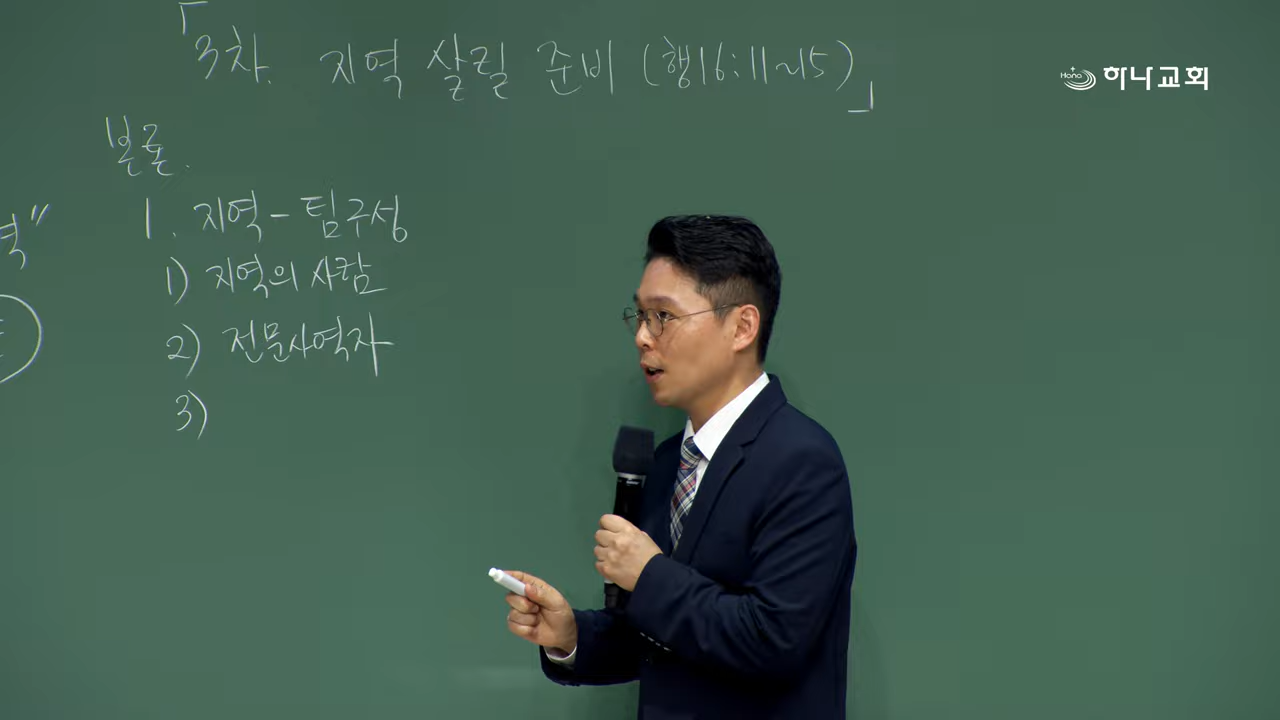 「3차. 지역 살릴 준비 (행16:11~15)」
Hana 하나교회
본론.
1. 지역-팀구성
1) 지역의 사람
2) 전문사역자
3)
역"